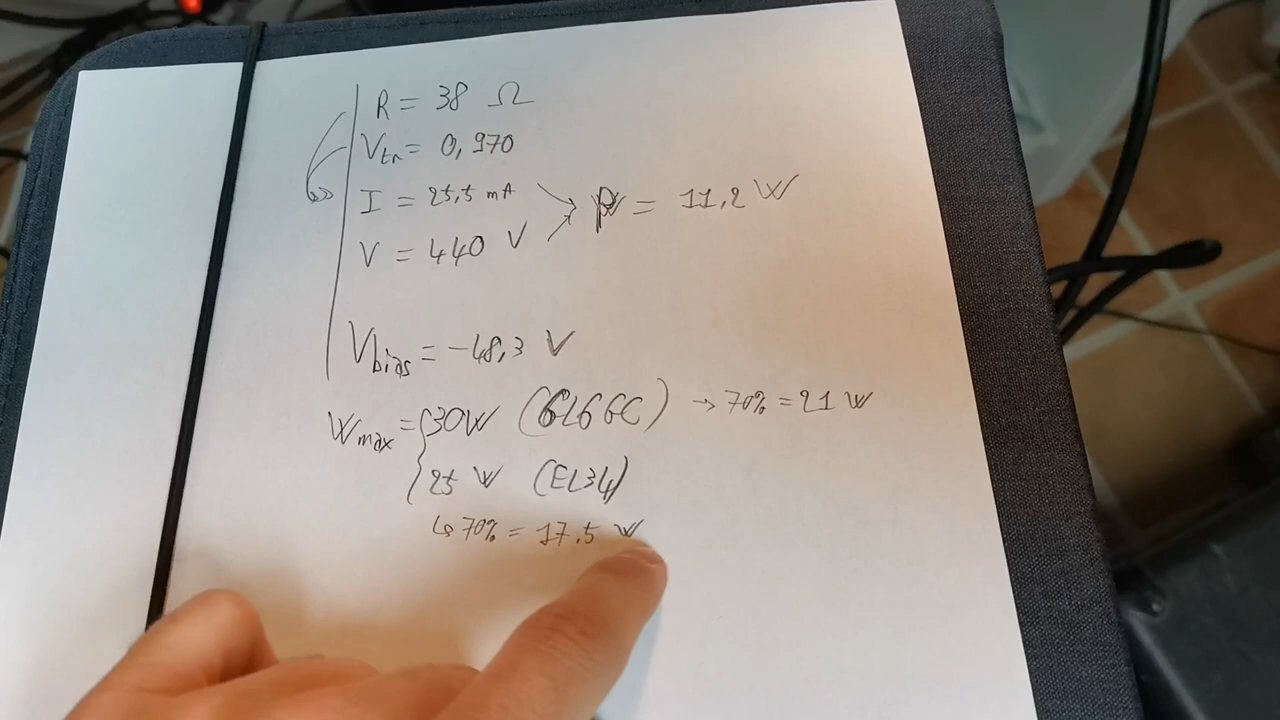 R = 38 Ω
Vtr = 0,970
I = 25,5 mA
V = 440 V
P = 11,2 W
Vbias = -48,3 V
Wmax = { 30W (6L6GC) → 70% = 21 W
25 W (EL34)
↳ 70% = 17.5 W